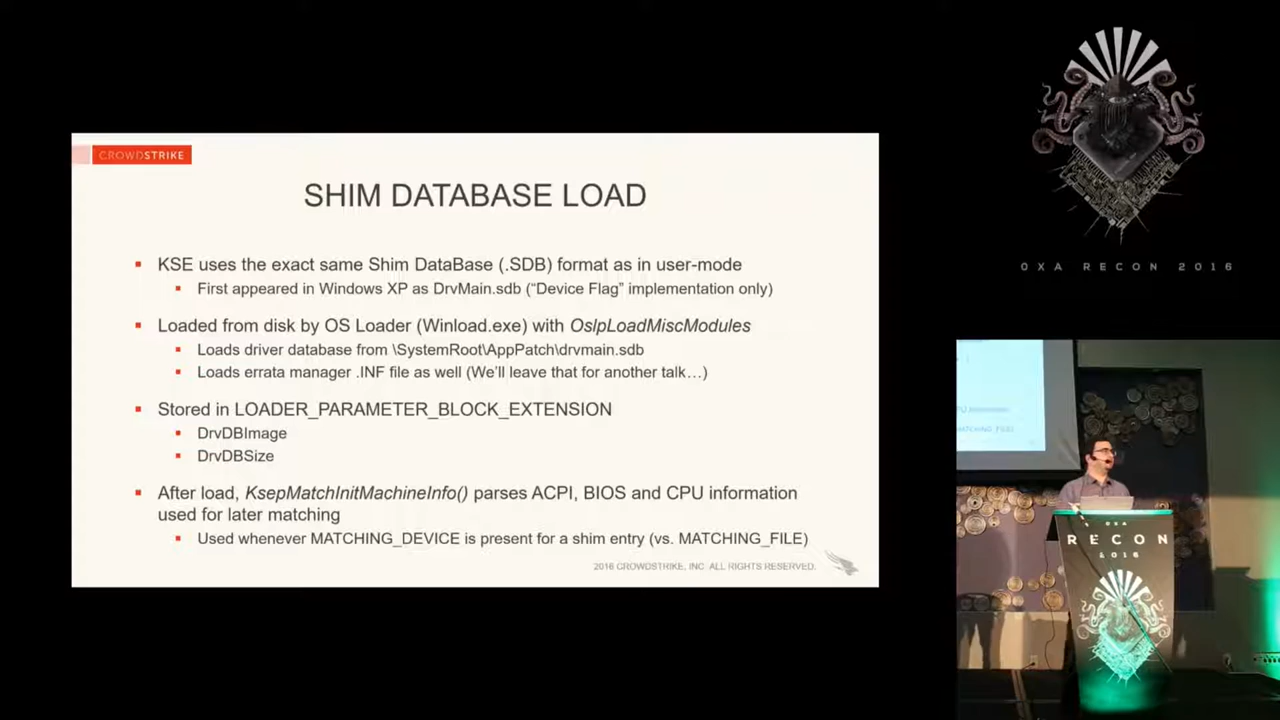 CROWDSTRIKE
SHIM DATABASE LOAD
KSE uses the exact same Shim DataBase (.SDB) format as in user-mode
First appeared in Windows XP as DrvMain.sdb (“Device Flag” implementation only)
Loaded from disk by OS Loader (Winload.exe) with OslpLoadMiscModules
Loads driver database from \SystemRoot\AppPatch\drvmain.sdb
Loads errata manager .INF file as well (We’ll leave that for another talk…)
Stored in LOADER_PARAMETER_BLOCK_EXTENSION
DrvDBImage
DrvDBSize
After load, KsepMatchInitMachineInfo() parses ACPI, BIOS and CPU information
used for later matching
Used whenever MATCHING_DEVICE is present for a shim entry (vs. MATCHING_FILE)
2016 CROWDSTRIKE, INC. ALL RIGHTS RESERVED.
0XA RECON 2016
0XA
RECON
2016